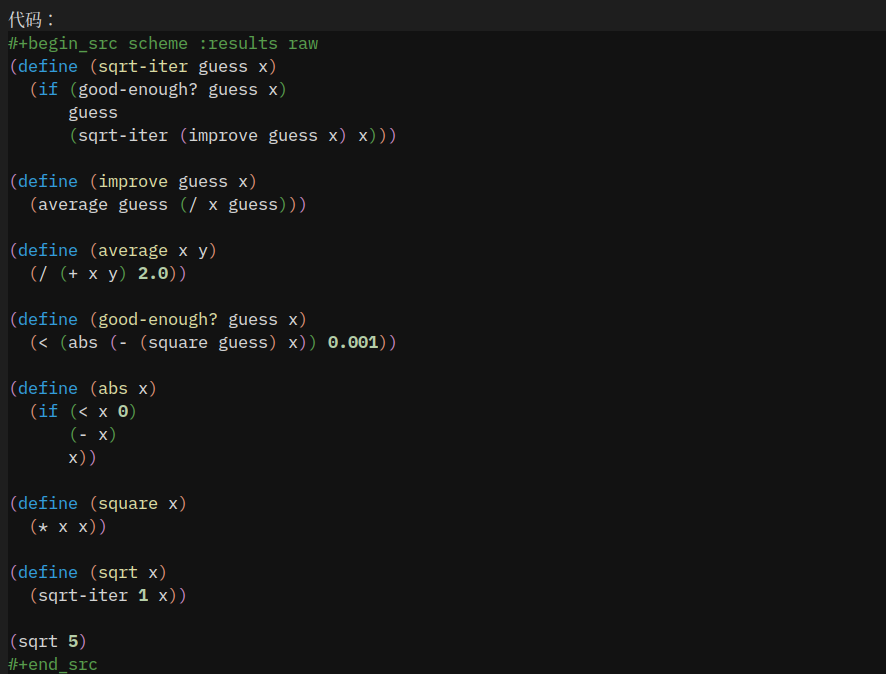 代码：
#+begin_src scheme :results raw
(define (sqrt-iter guess x)
  (if (good-enough? guess x)
      guess
      (sqrt-iter (improve guess x) x)))
(define (improve guess x)
  (average guess (/ x guess)))
(define (average x y)
  (/ (+ x y) 2.0))
(define (good-enough? guess x)
  (< (abs (- (square guess) x)) 0.001))
(define (abs x)
  (if (< x 0)
      (- x)
      x))
(define (square x)
  (* x x))
(define (sqrt x)
  (sqrt-iter 1 x))
(sqrt 5)
#+end_src